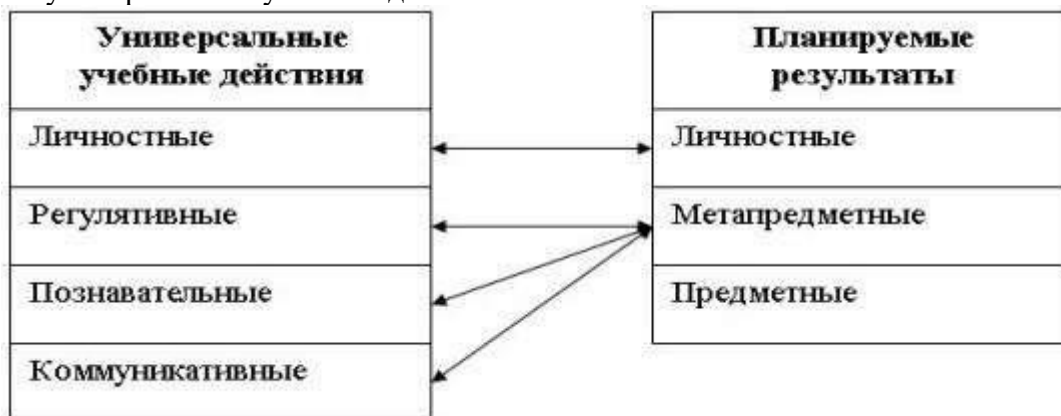 Универсальные
учебные действия
Личностные
Регулятивные
Познавательные
Коммуникативные
Планируемые
результаты
Личностные
Метапредметные
Предметные